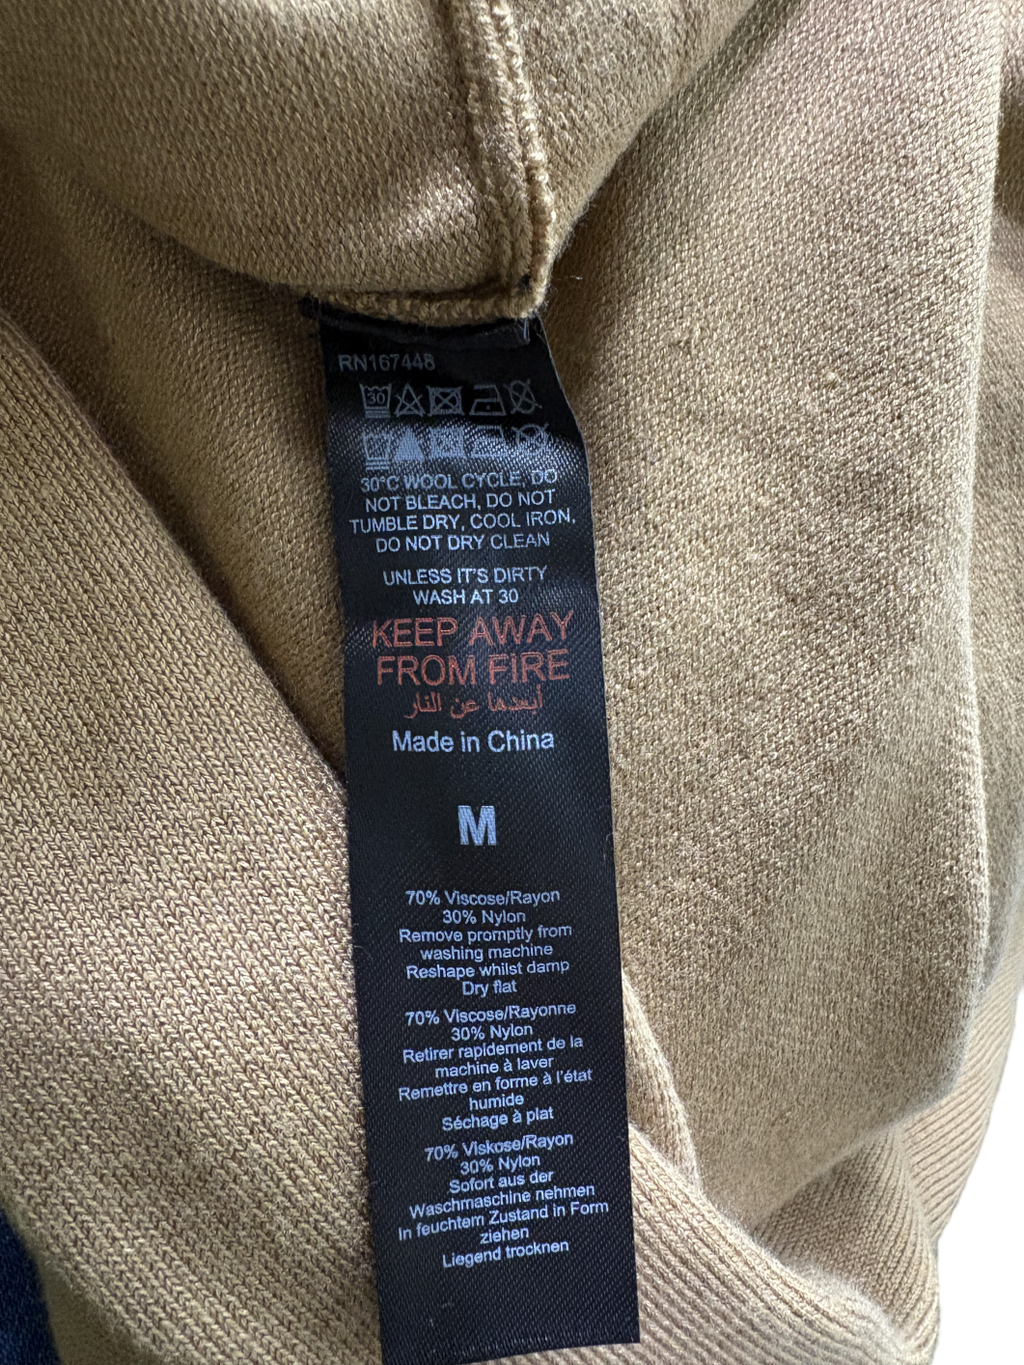 RN167448
30
30°C WOOL CYCLE, DO
NOT BLEACH, DO NOT
TUMBLE DRY, COOL IRON,
DO NOT DRY CLEAN
UNLESS IT'S DIRTY
WASH AT 30
KEEP AWAY
FROM FIRE
أبعدها عن النار
Made in China
M
70% Viscose/Rayon
30% Nylon
Remove promptly from
washing machine
Reshape whilst damp
Dry flat
70% Viscose/Rayonne
30% Nylon
Retirer rapidement de la
machine à laver
Remettre en forme à l'état
humide
Séchage à plat
70% Viskose/Rayon
30% Nylon
Sofort aus der
Waschmaschine nehmen
In feuchtem Zustand in Form
ziehen
Liegend trocknen